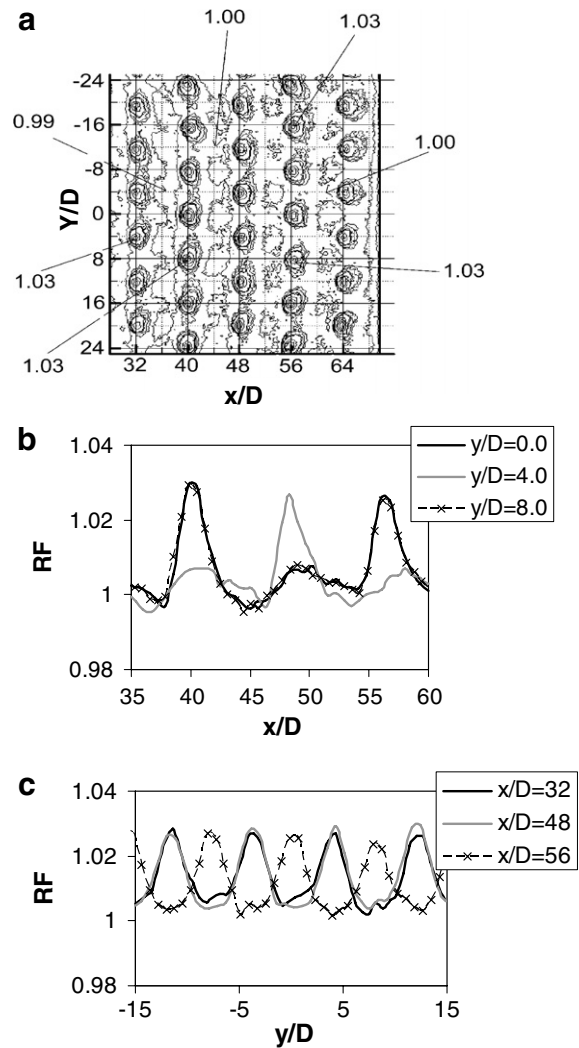 a
1.00
1.03
0.99
1.00
1.03
1.03
1.03
Y/D
-24
-16
-8
0
8
16
24
32 40 48 56 64
x/D
b
y/D=0.0
y/D=4.0
y/D=8.0
RF
1.04
1.02
1
0.98
35 40 45 50 55 60
x/D
c
x/D=32
x/D=48
x/D=56
RF
1.04
1.02
1
0.98
-15 -5 5 15
y/D